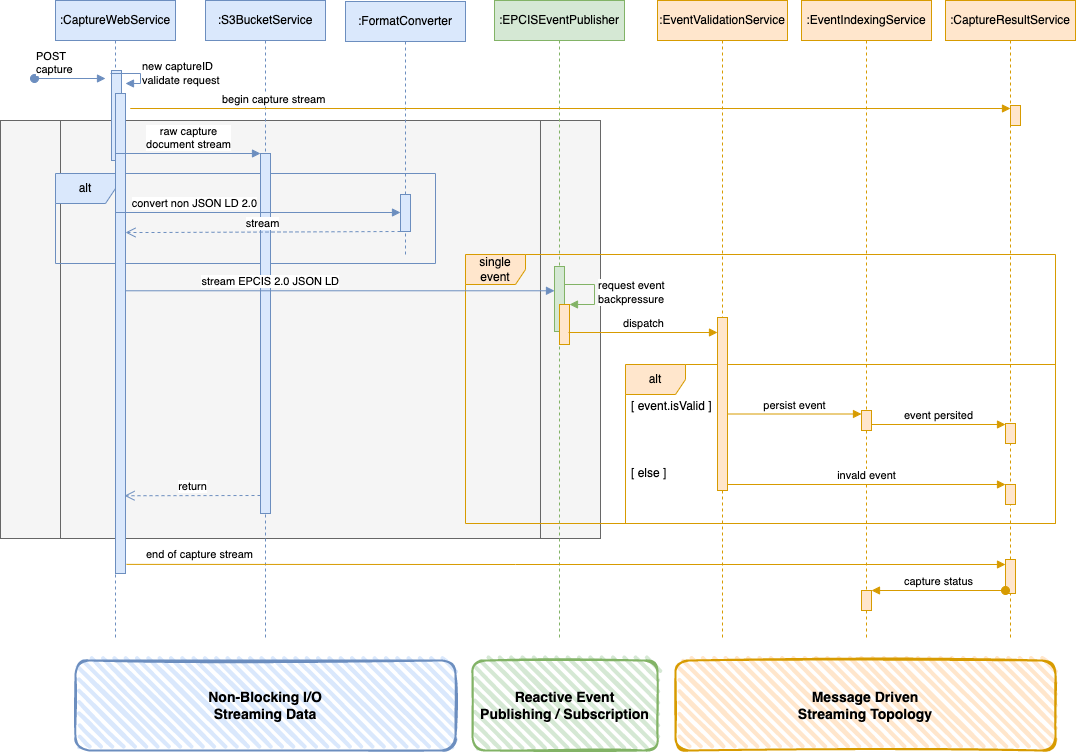 :CaptureWebService
:S3BucketService
:FormatConverter
:EPCISEventPublisher
:EventValidationService
:EventIndexingService
:CaptureResultService
POST
capture
new captureID
validate request
begin capture stream
raw capture
document stream
alt
convert non JSON LD 2.0
stream
single
event
stream EPCIS 2.0 JSON LD
request event
backpressure
dispatch
alt
[ event.isValid ]
persist event
event persited
[ else ]
invald event
return
end of capture stream
capture status
Non-Blocking I/O
Streaming Data
Reactive Event
Publishing / Subscription
Message Driven
Streaming Topology